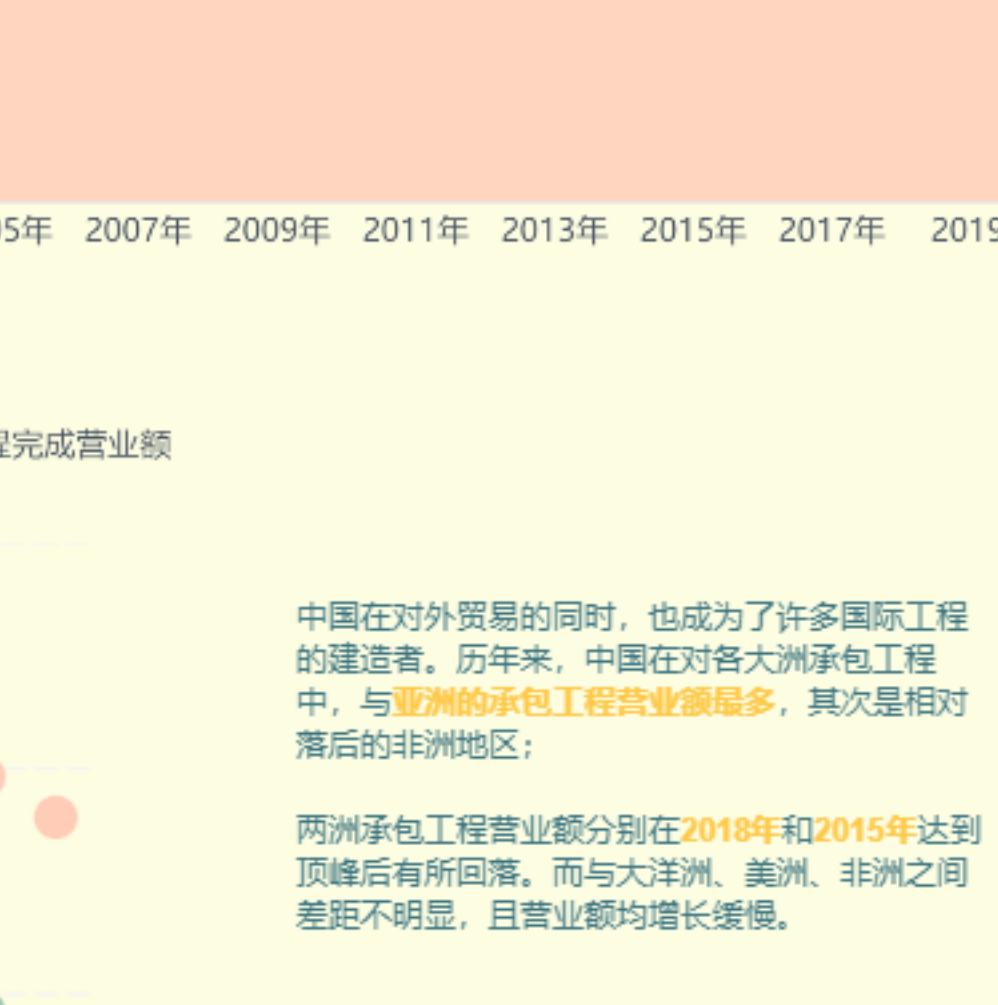 05年 2007年 2009年 2011年 2013年 2015年 2017年 2019
程完成营业额
中国在对外贸易的同时，也成为了许多国际工程
的建造者。历年来，中国在对各大洲承包工程
中，与亚洲的承包工程营业额最多，其次是相对
落后的非洲地区；
两洲承包工程营业额分别在2018年和2015年达到
顶峰后有所回落。而与大洋洲、美洲、非洲之间
差距不明显，且营业额均增长缓慢。